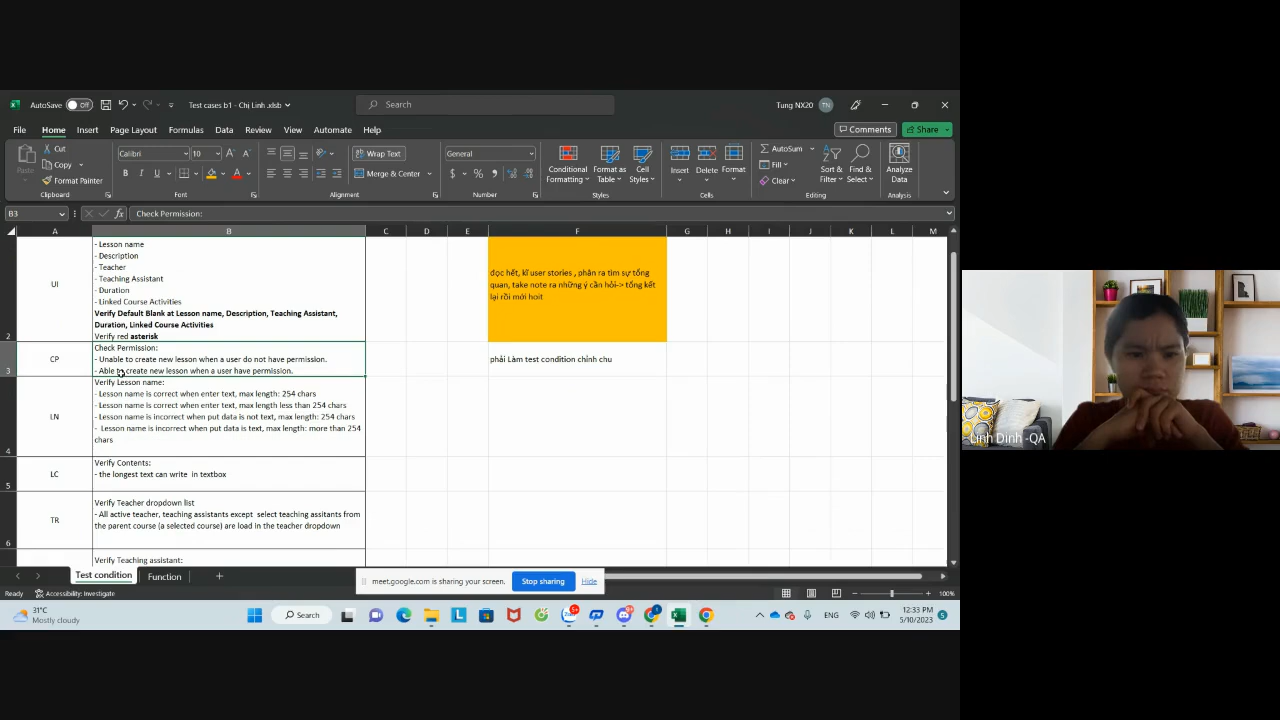 AutoSave Off Test cases b1 - Chị Linh .xlsb Search Tung NX20 TN
File Home Insert Page Layout Formulas Data Review View Automate Help Comments Share
Paste Cut Copy Format Painter Clipboard
Calibri 10 A A B I U A Font
Wrap Text Merge & Center Alignment
General $ % , Number
Conditional Formatting Format as Table Cell Styles Styles
Insert Delete Format Cells
AutoSum Fill Clear Sort & Filter Find & Select Editing
Analyze Data Analysis
B3 fx Check Permission:
A B C D E F G H I J K L M
UI
- Lesson name
- Description
- Teacher
- Teaching Assistant
- Duration
- Linked Course Activities
Verify Default Blank at Lesson name, Description, Teaching Assistant,
Duration, Linked Course Activities
Verify red asterisk
2
đọc hết, kĩ user stories , phân ra tìm sự tổng
quan, take note ra những ý cần hỏi-> tổng kết
lại rồi mới hoit
CP
Check Permission:
- Unable to create new lesson when a user do not have permission.
- Able to create new lesson when a user have permission.
3
phải Làm test condition chỉnh chu
LN
Verify Lesson name:
- Lesson name is correct when enter text, max length: 254 chars
- Lesson name is correct when enter text, max length less than 254 chars
- Lesson name is incorrect when put data is not text, max length: 254 chars
- Lesson name is incorrect when put data is text, max length: more than 254
chars
4
LC
Verify Contents:
- the longest text can write in textbox
5
TR
Verify Teacher dropdown list
- All active teacher, teaching assistants except select teaching assitants from
the parent course (a selected course) are load in the teacher dropdown
6
Verify Teaching assistant:
Test condition Function +
meet.google.com is sharing your screen. Stop sharing Hide
Ready Accessibility: Investigate 100%
31°C
Mostly cloudy
Search
ENG
12:33 PM
5/10/2023
5
Linh Dinh -QA